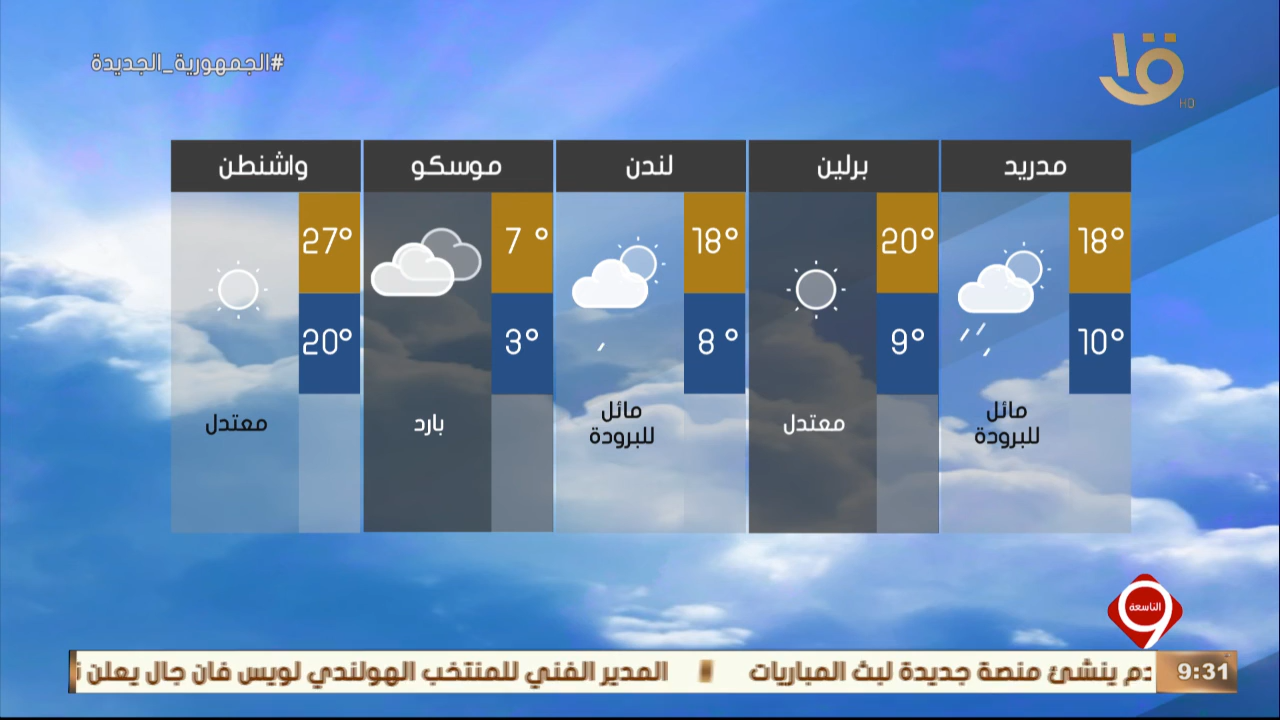 #الجمهورية_الجديدة
HD
مدريد
18°
10°
مائل
للبرودة
برلين
20°
9°
معتدل
لندن
18°
8°
مائل
للبرودة
موسكو
7°
3°
بارد
واشنطن
27°
20°
معتدل
التاسعة
9
9:31
ينشئ منصة جديدة لبث المباريات
المدير الفني للمنتخب الهولندي لويس فان جال يعلن